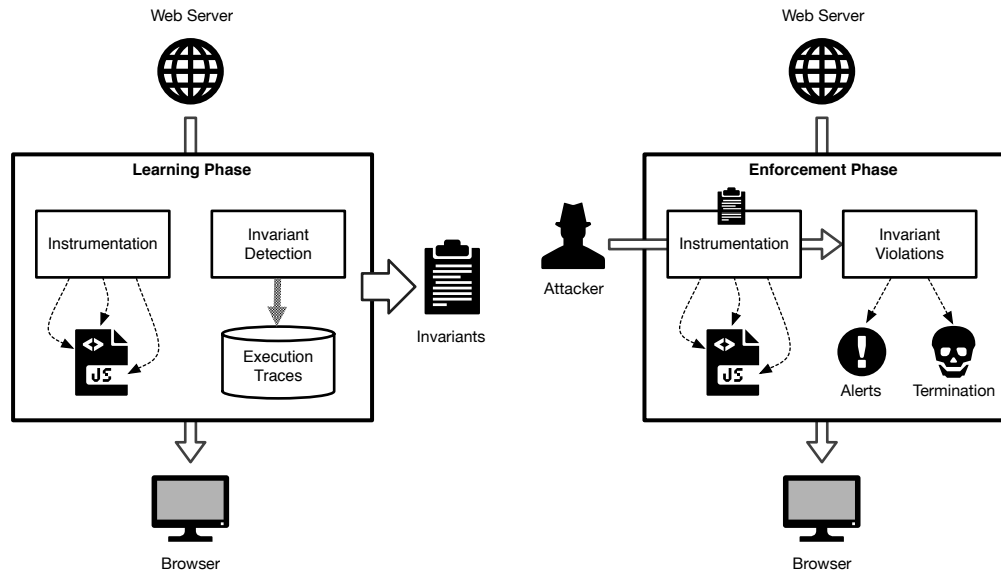 Web Server
Learning Phase
Instrumentation
Invariant
Detection
JS
Execution
Traces
Invariants
Browser
Web Server
Enforcement Phase
Attacker
Instrumentation
Invariant
Violations
JS
Alerts
Termination
Browser